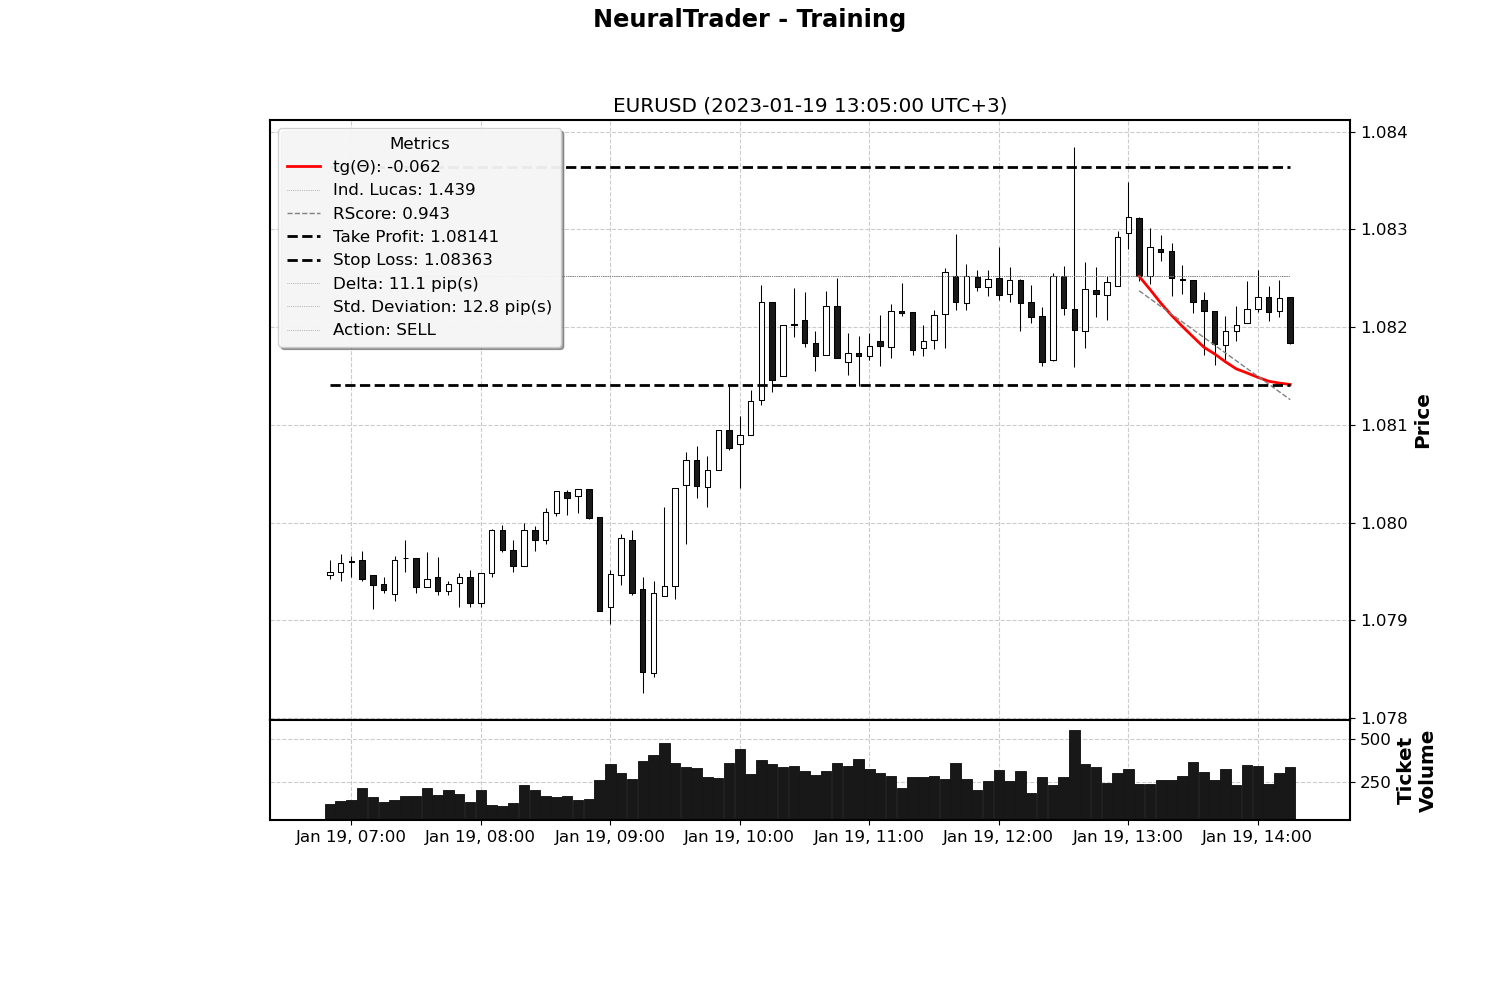 NeuralTrader - Training
EURUSD (2023-01-19 13:05:00 UTC+3)
Metrics
tg(Θ): -0.062
Ind. Lucas: 1.439
RScore: 0.943
Take Profit: 1.08141
Stop Loss: 1.08363
Delta: 11.1 pip(s)
Std. Deviation: 12.8 pip(s)
Action: SELL
1.084
1.083
1.082
1.081
1.080
1.079
1.078
Price
500
250
Ticket
Volume
Jan 19, 07:00
Jan 19, 08:00
Jan 19, 09:00
Jan 19, 10:00
Jan 19, 11:00
Jan 19, 12:00
Jan 19, 13:00
Jan 19, 14:00